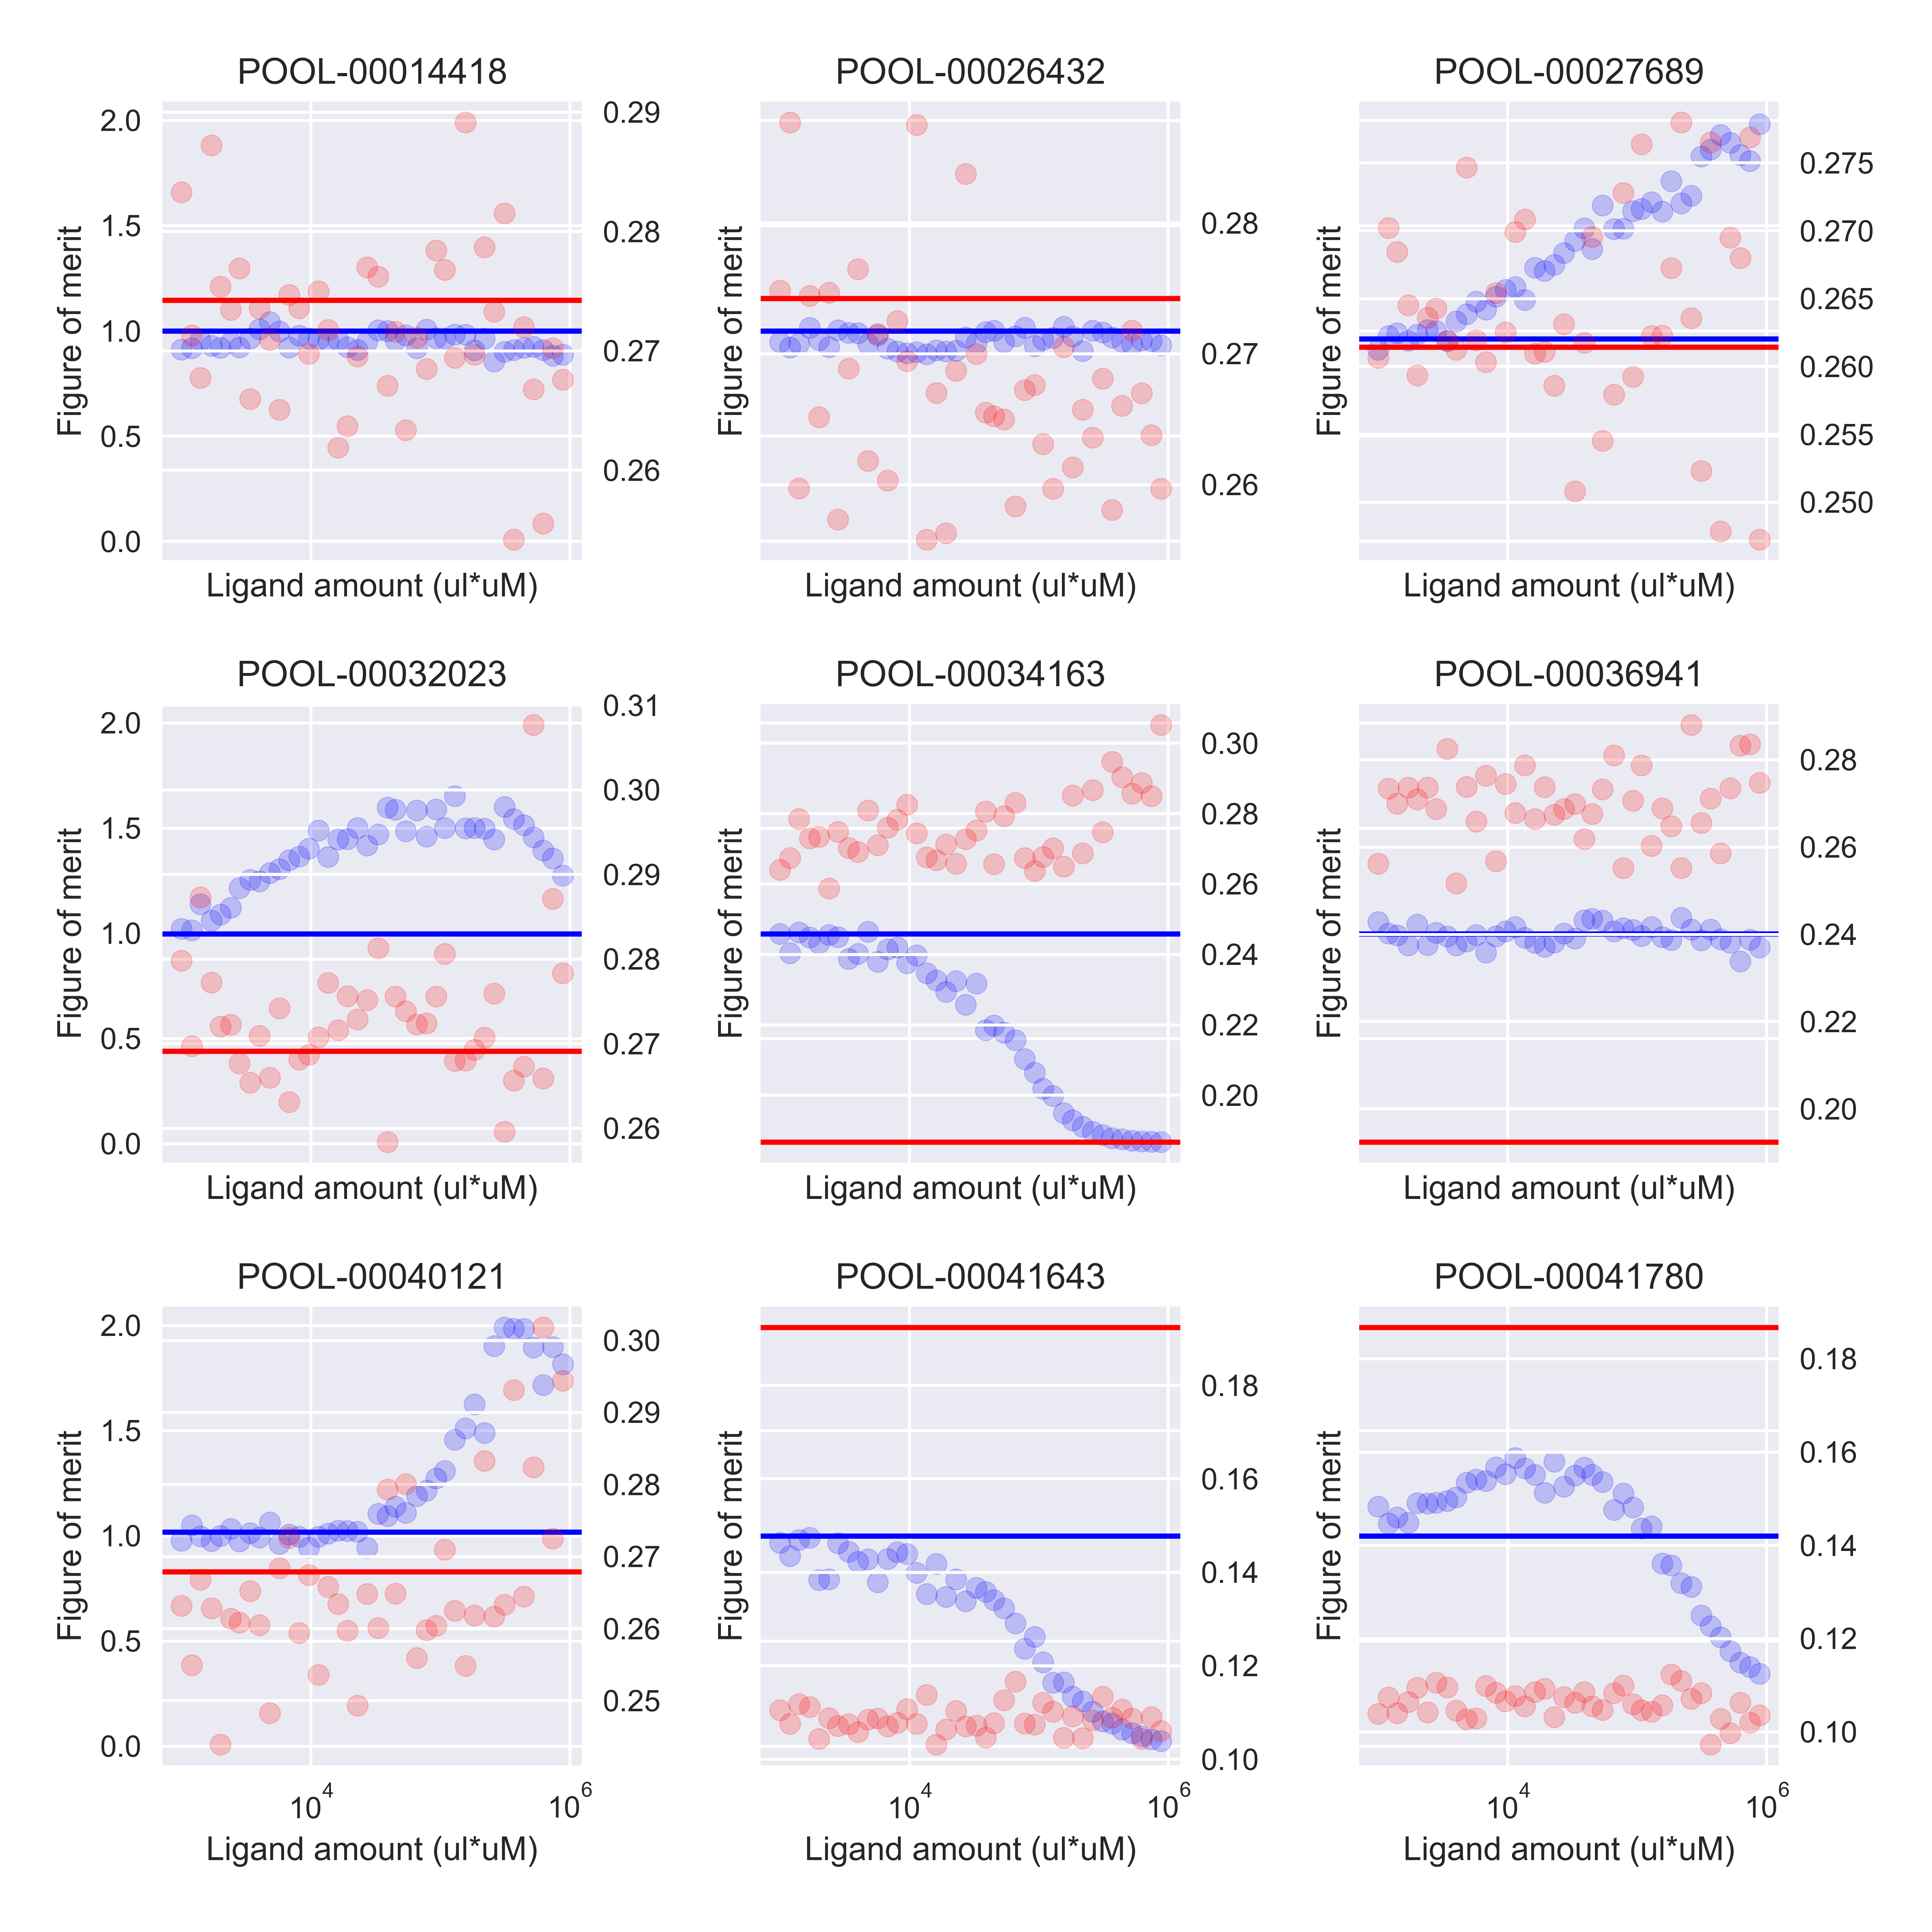 POOL-00014418
POOL-00026432
POOL-00027689
Figure of merit
2.0
1.5
1.0
0.5
0.0
0.29
0.28
0.27
0.26
Ligand amount (ul*uM)
Figure of merit
0.28
0.27
0.26
Ligand amount (ul*uM)
Figure of merit
0.275
0.270
0.265
0.260
0.255
0.250
Ligand amount (ul*uM)
POOL-00032023
POOL-00034163
POOL-00036941
Figure of merit
2.0
1.5
1.0
0.5
0.0
0.31
0.30
0.29
0.28
0.27
0.26
Ligand amount (ul*uM)
Figure of merit
0.30
0.28
0.26
0.24
0.22
0.20
Ligand amount (ul*uM)
Figure of merit
0.28
0.26
0.24
0.22
0.20
Ligand amount (ul*uM)
POOL-00040121
POOL-00041643
POOL-00041780
Figure of merit
2.0
1.5
1.0
0.5
0.0
0.30
0.29
0.28
0.27
0.26
0.25
10^4
10^6
Ligand amount (ul*uM)
Figure of merit
0.18
0.16
0.14
0.12
0.10
10^4
10^6
Ligand amount (ul*uM)
Figure of merit
0.18
0.16
0.14
0.12
0.10
10^4
10^6
Ligand amount (ul*uM)